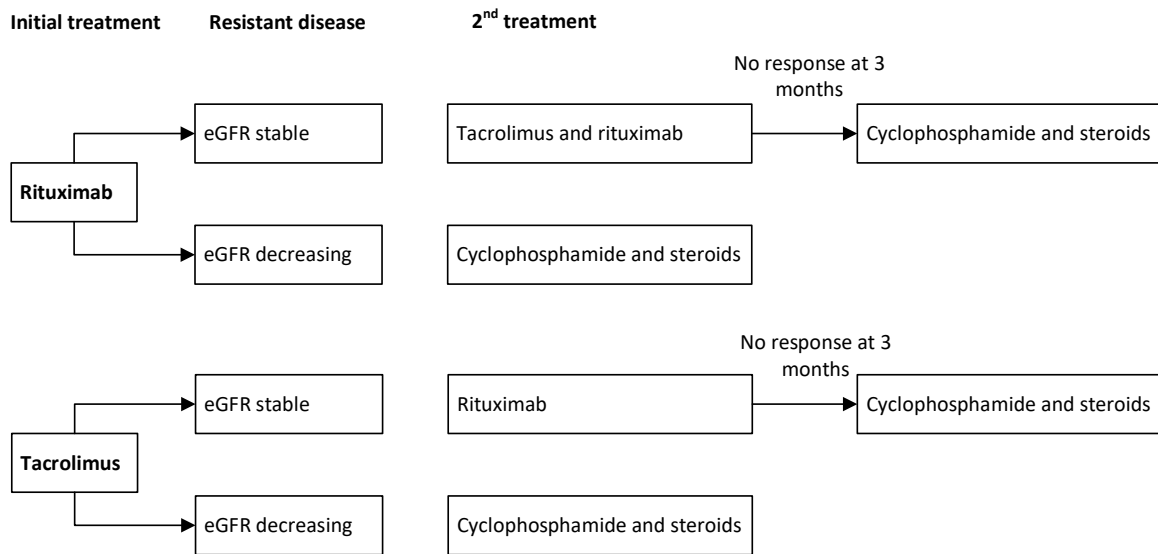 Initial treatment
Resistant disease
2nd treatment
No response at 3
months
eGFR stable
Tacrolimus and rituximab
Cyclophosphamide and steroids
Rituximab
eGFR decreasing
Cyclophosphamide and steroids
No response at 3
months
eGFR stable
Rituximab
Cyclophosphamide and steroids
Tacrolimus
eGFR decreasing
Cyclophosphamide and steroids